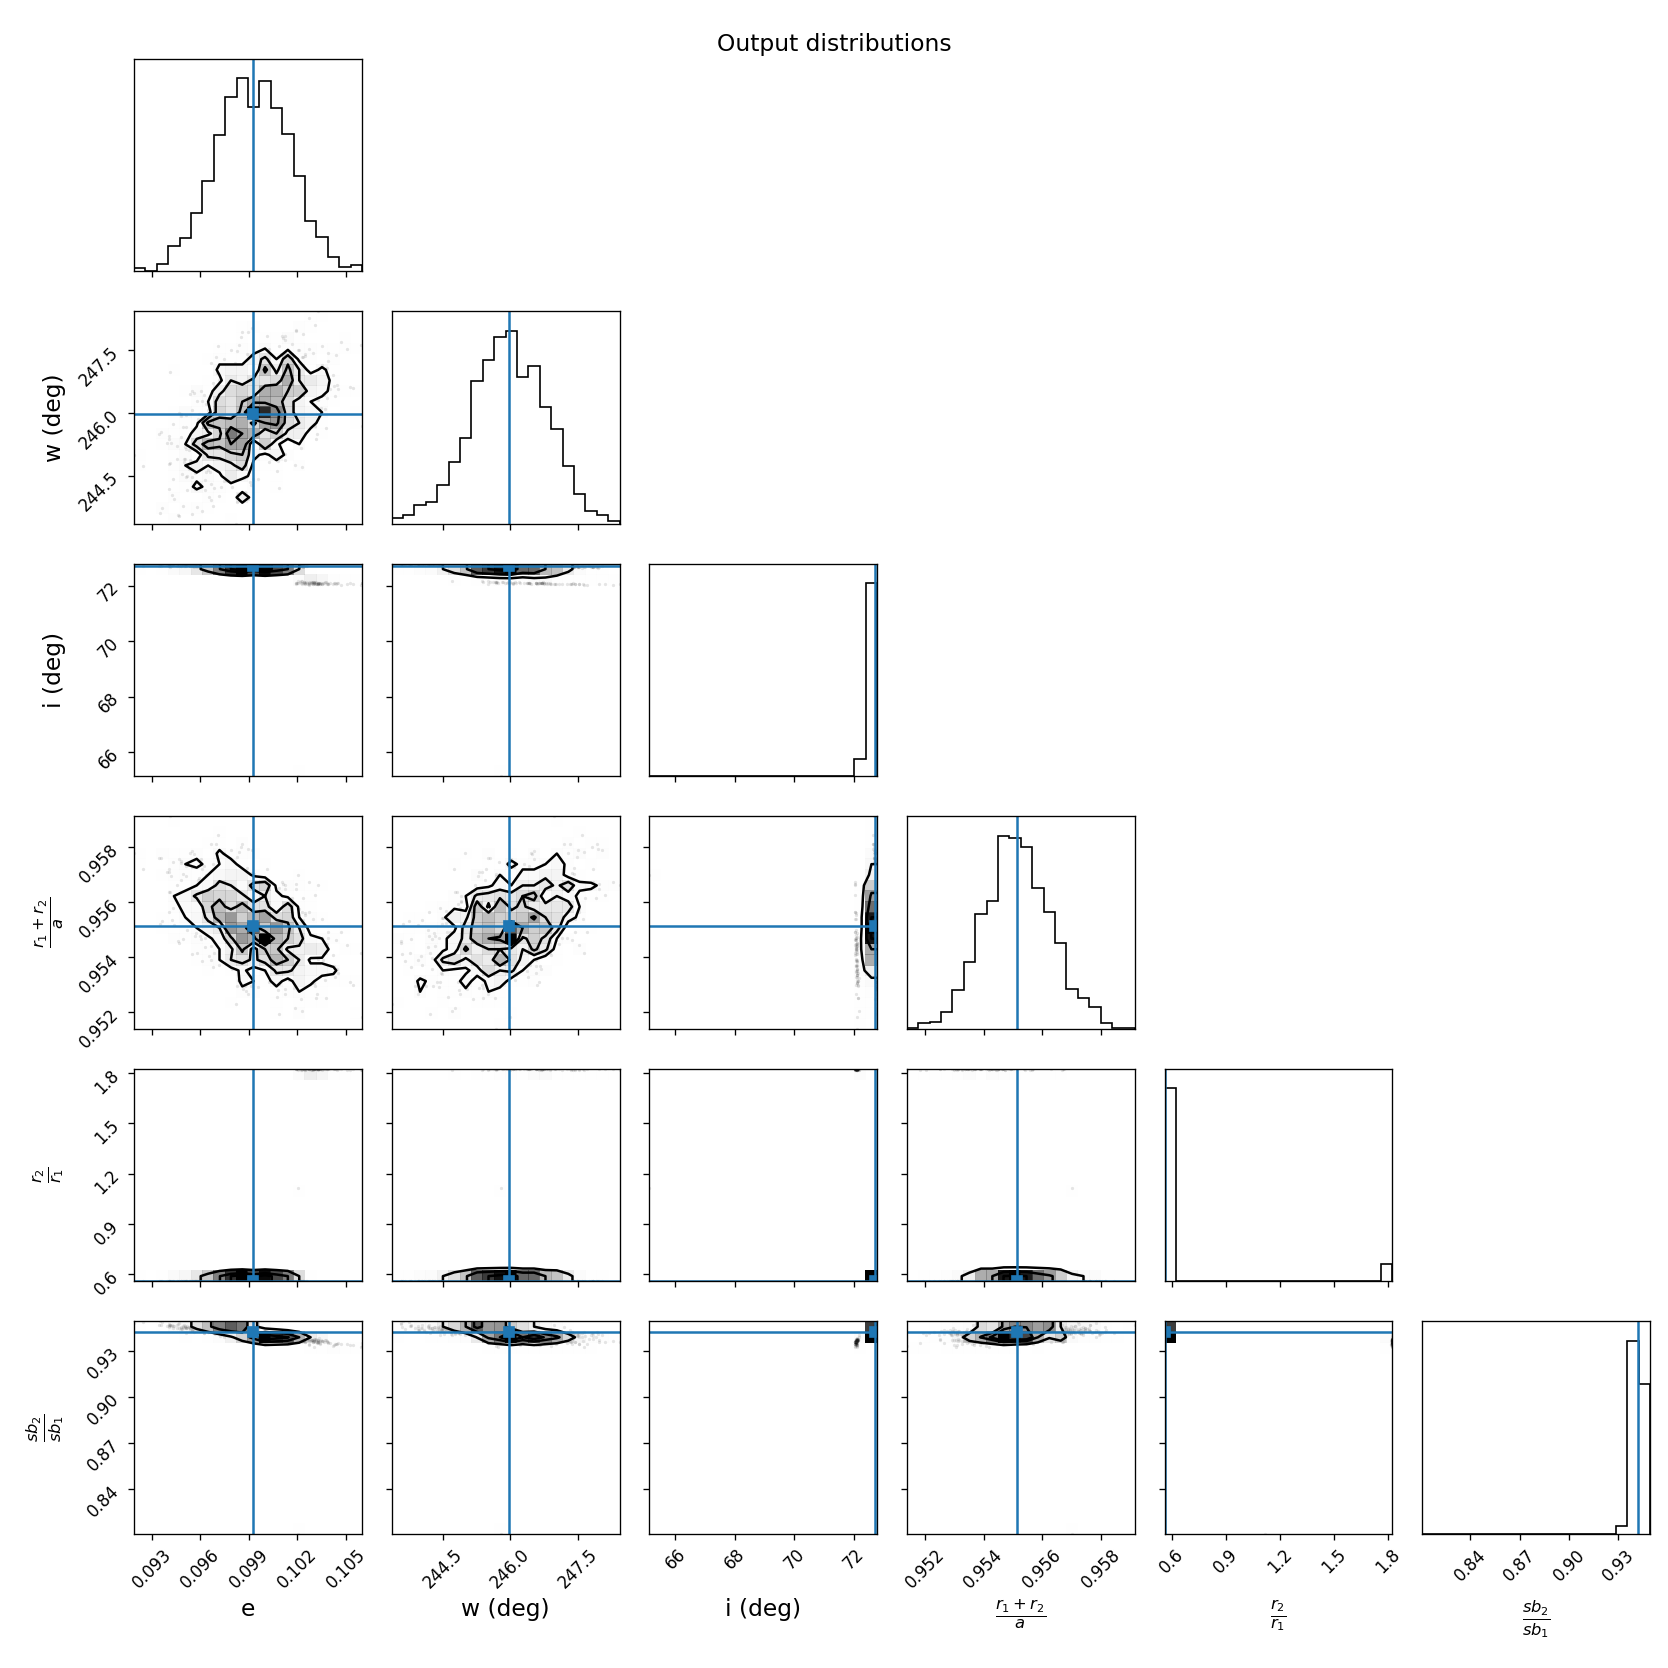 Output distributions
w (deg)
247.5
246.0
244.5
i (deg)
72
70
68
66
r₁ + r₂
a
0.958
0.956
0.954
0.952
r₂
r₁
1.8
1.5
1.2
0.9
0.6
sb₂
sb₁
0.93
0.90
0.87
0.84
0.093 0.096 0.099 0.102 0.105
e
244.5 246.0 247.5
w (deg)
66 68 70 72
i (deg)
0.952 0.954 0.956 0.958
r₁ + r₂
a
0.6 0.9 1.2 1.5 1.8
r₂
r₁
0.84 0.87 0.90 0.93
sb₂
sb₁